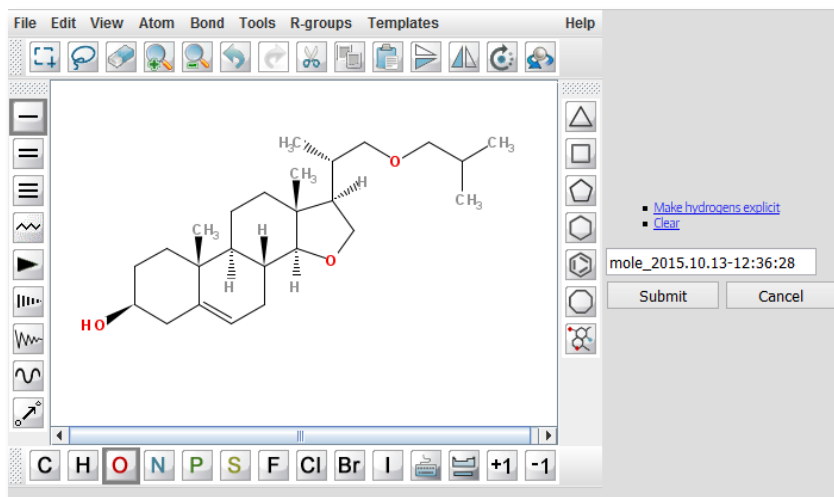 File Edit View Atom Bond Tools R-groups Templates Help
H₃C
CH₃
O
CH₃
H
CH₃
CH₃
H
O
H
H
HO
Make hydrogens explicit
Clear
mole_2015.10.13-12:36:28
Submit Cancel
C H O N P S F Cl Br I +1 -1